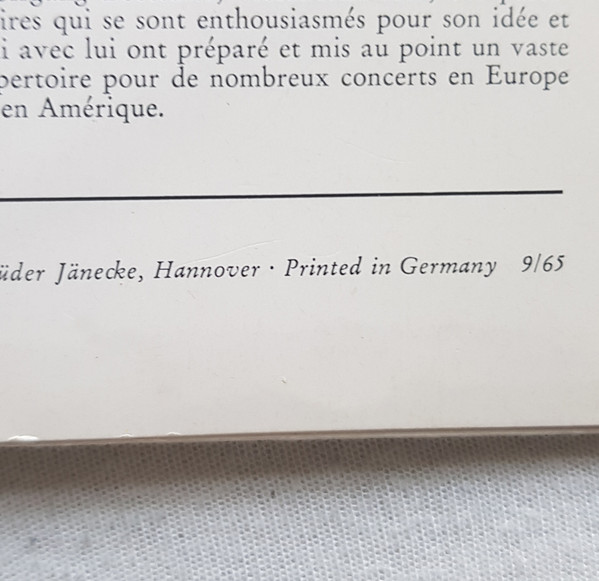 ires qui se sont enthousiasmés pour son idée et
i avec lui ont préparé et mis au point un vaste
pertoire pour de nombreux concerts en Europe
en Amérique.
üder Jänecke, Hannover · Printed in Germany 9/65